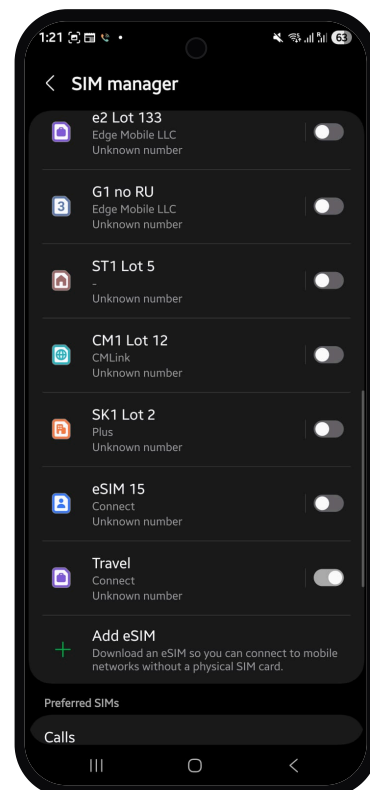 1:21
63
SIM manager
e2 Lot 133
Edge Mobile LLC
Unknown number
3
G1 no RU
Edge Mobile LLC
Unknown number
ST1 Lot 5
-
Unknown number
CM1 Lot 12
CMLink
Unknown number
SK1 Lot 2
Plus
Unknown number
eSIM 15
Connect
Unknown number
Travel
Connect
Unknown number
Add eSIM
Download an eSIM so you can connect to mobile
networks without a physical SIM card.
Preferred SIMs
Calls